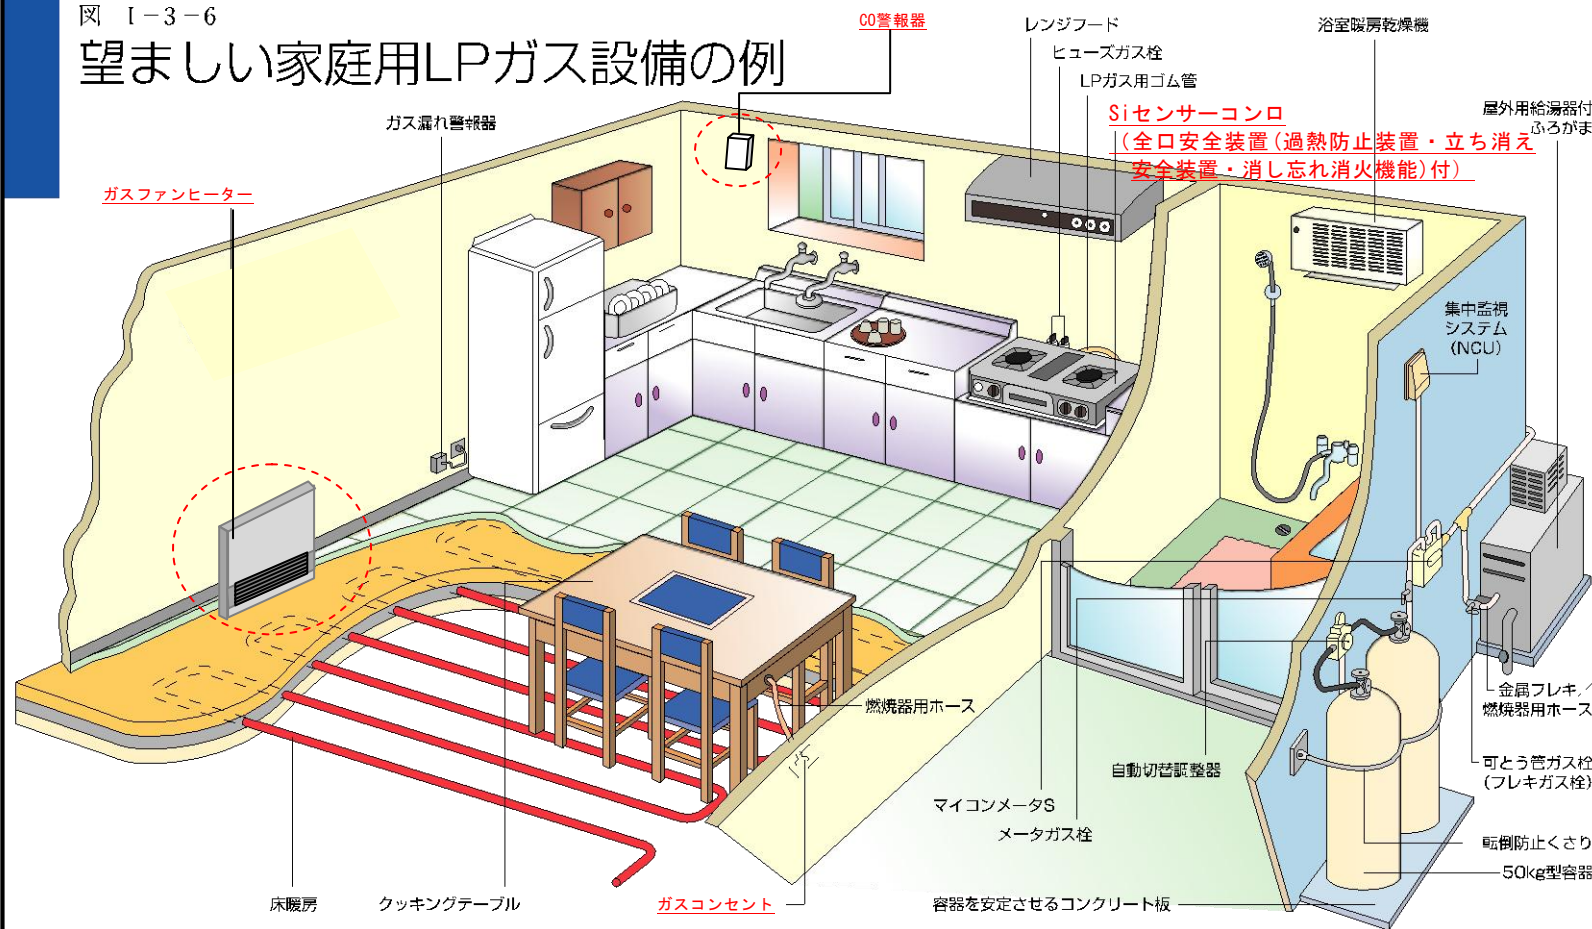 図 I-3-6
望ましい家庭用LPガス設備の例
CO警報器
レンジフード
浴室暖房乾燥機
ヒューズガス栓
LPガス用ゴム管
Siセンサーコンロ
(全口安全装置(過熱防止装置・立ち消え
安全装置・消し忘れ消火機能)付)
屋外用給湯器付
ふろがま
ガス漏れ警報器
ガスファンヒーター
集中監視
システム
(NCU)
燃焼器用ホース
金属フレキ/
燃焼器用ホース
自動切替調整器
可とう管ガス栓
(フレキガス栓)
マイコンメータS
メータガス栓
転倒防止くさり
50kg型容器
床暖房
クッキングテーブル
ガスコンセント
容器を安定させるコンクリート板